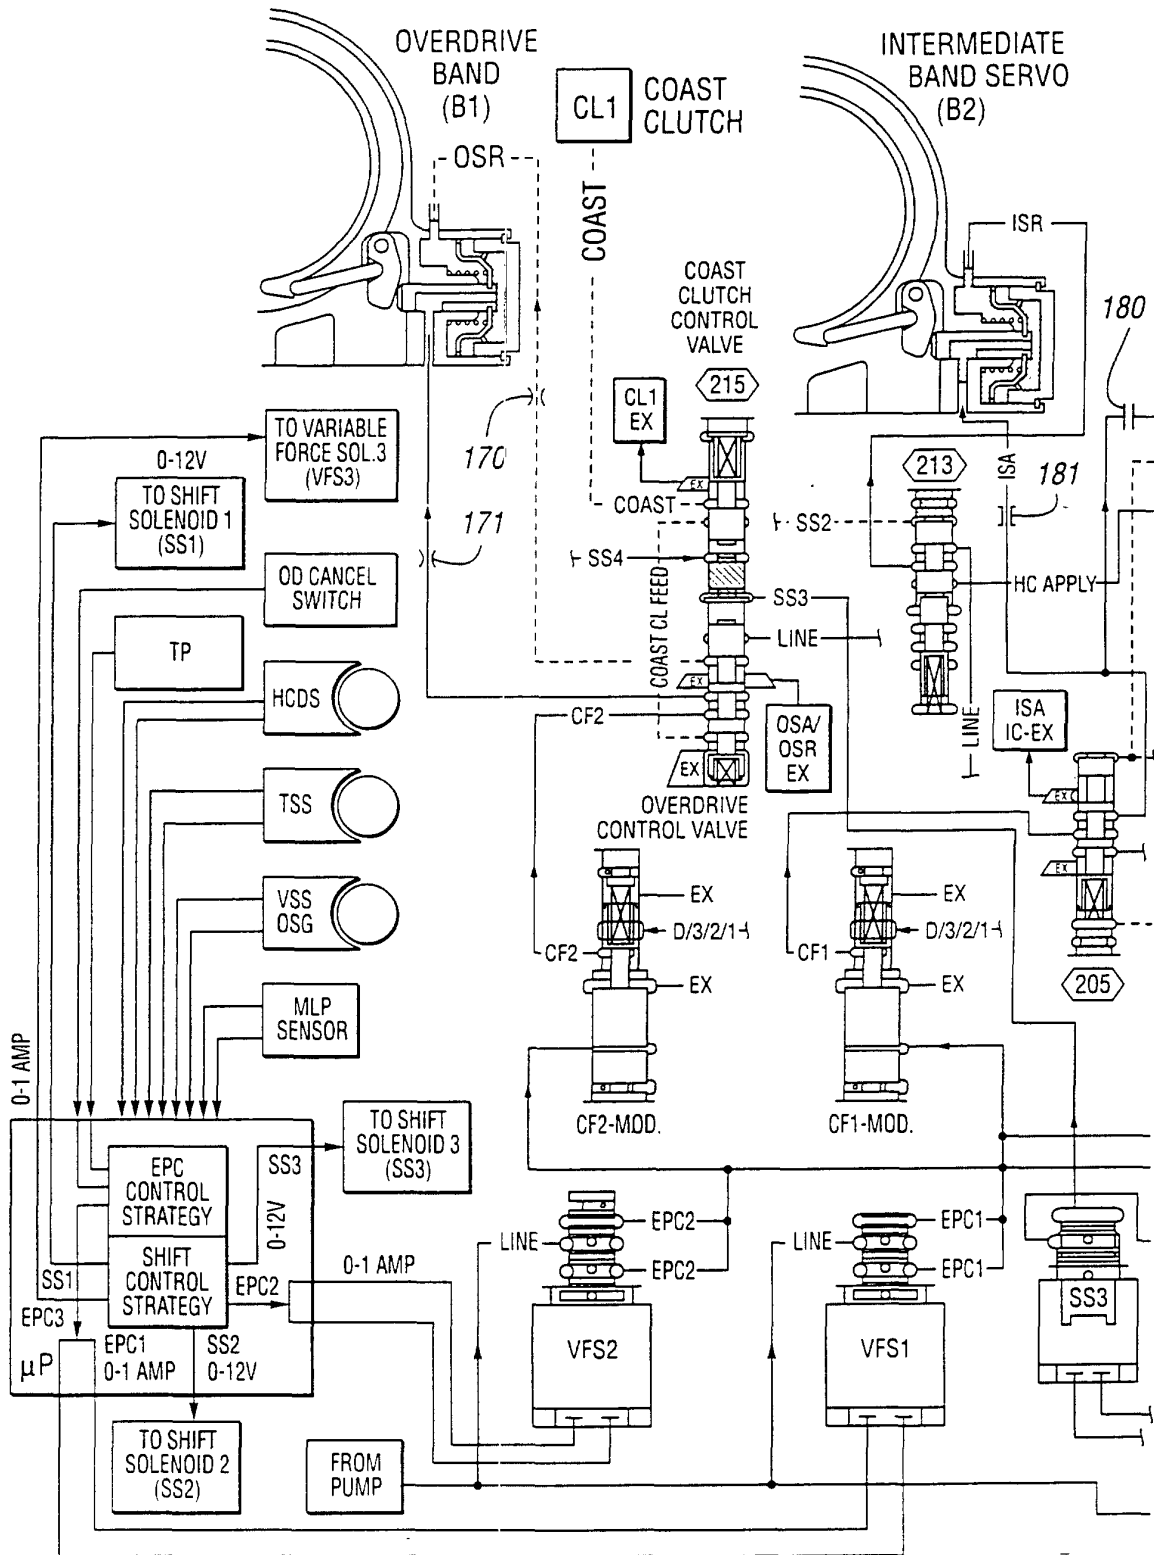 OVERDRIVE
BAND
(B1)
INTERMEDIATE
BAND SERVO
(B2)
CL1
COAST
CLUTCH
OSR
COAST
ISR
COAST
CLUTCH
CONTROL
VALVE
180
215
CL1
EX
TO VARIABLE
FORCE SOL.3
(VFS3)
0-12V
170
213
ISA
181
EX
TO SHIFT
SOLENOID 1
(SS1)
COAST
171
SS2
SS4
OD CANCEL
SWITCH
COAST CL FEED
HC APPLY
SS3
TP
LINE
HCDS
EX
CF2
OSA/
OSR
EX
LINE
ISA
IC-EX
EX
EX
TSS
OVERDRIVE
CONTROL VALVE
EX
VSS
OSG
EX
D/3/2/1
CF2
EX
EX
D/3/2/1
CF1
EX
205
MLP
SENSOR
0-1 AMP
CF2-MOD.
CF1-MOD.
TO SHIFT
SOLENOID 3
(SS3)
EPC
CONTROL
STRATEGY
SS3
0-12V
SHIFT
CONTROL
STRATEGY
SS1
EPC2
0-1 AMP
LINE
EPC2
EPC2
LINE
EPC1
EPC1
SS3
EPC3
VFS2
VFS1
μP
EPC1
0-1 AMP
SS2
0-12V
TO SHIFT
SOLENOID 2
(SS2)
FROM
PUMP